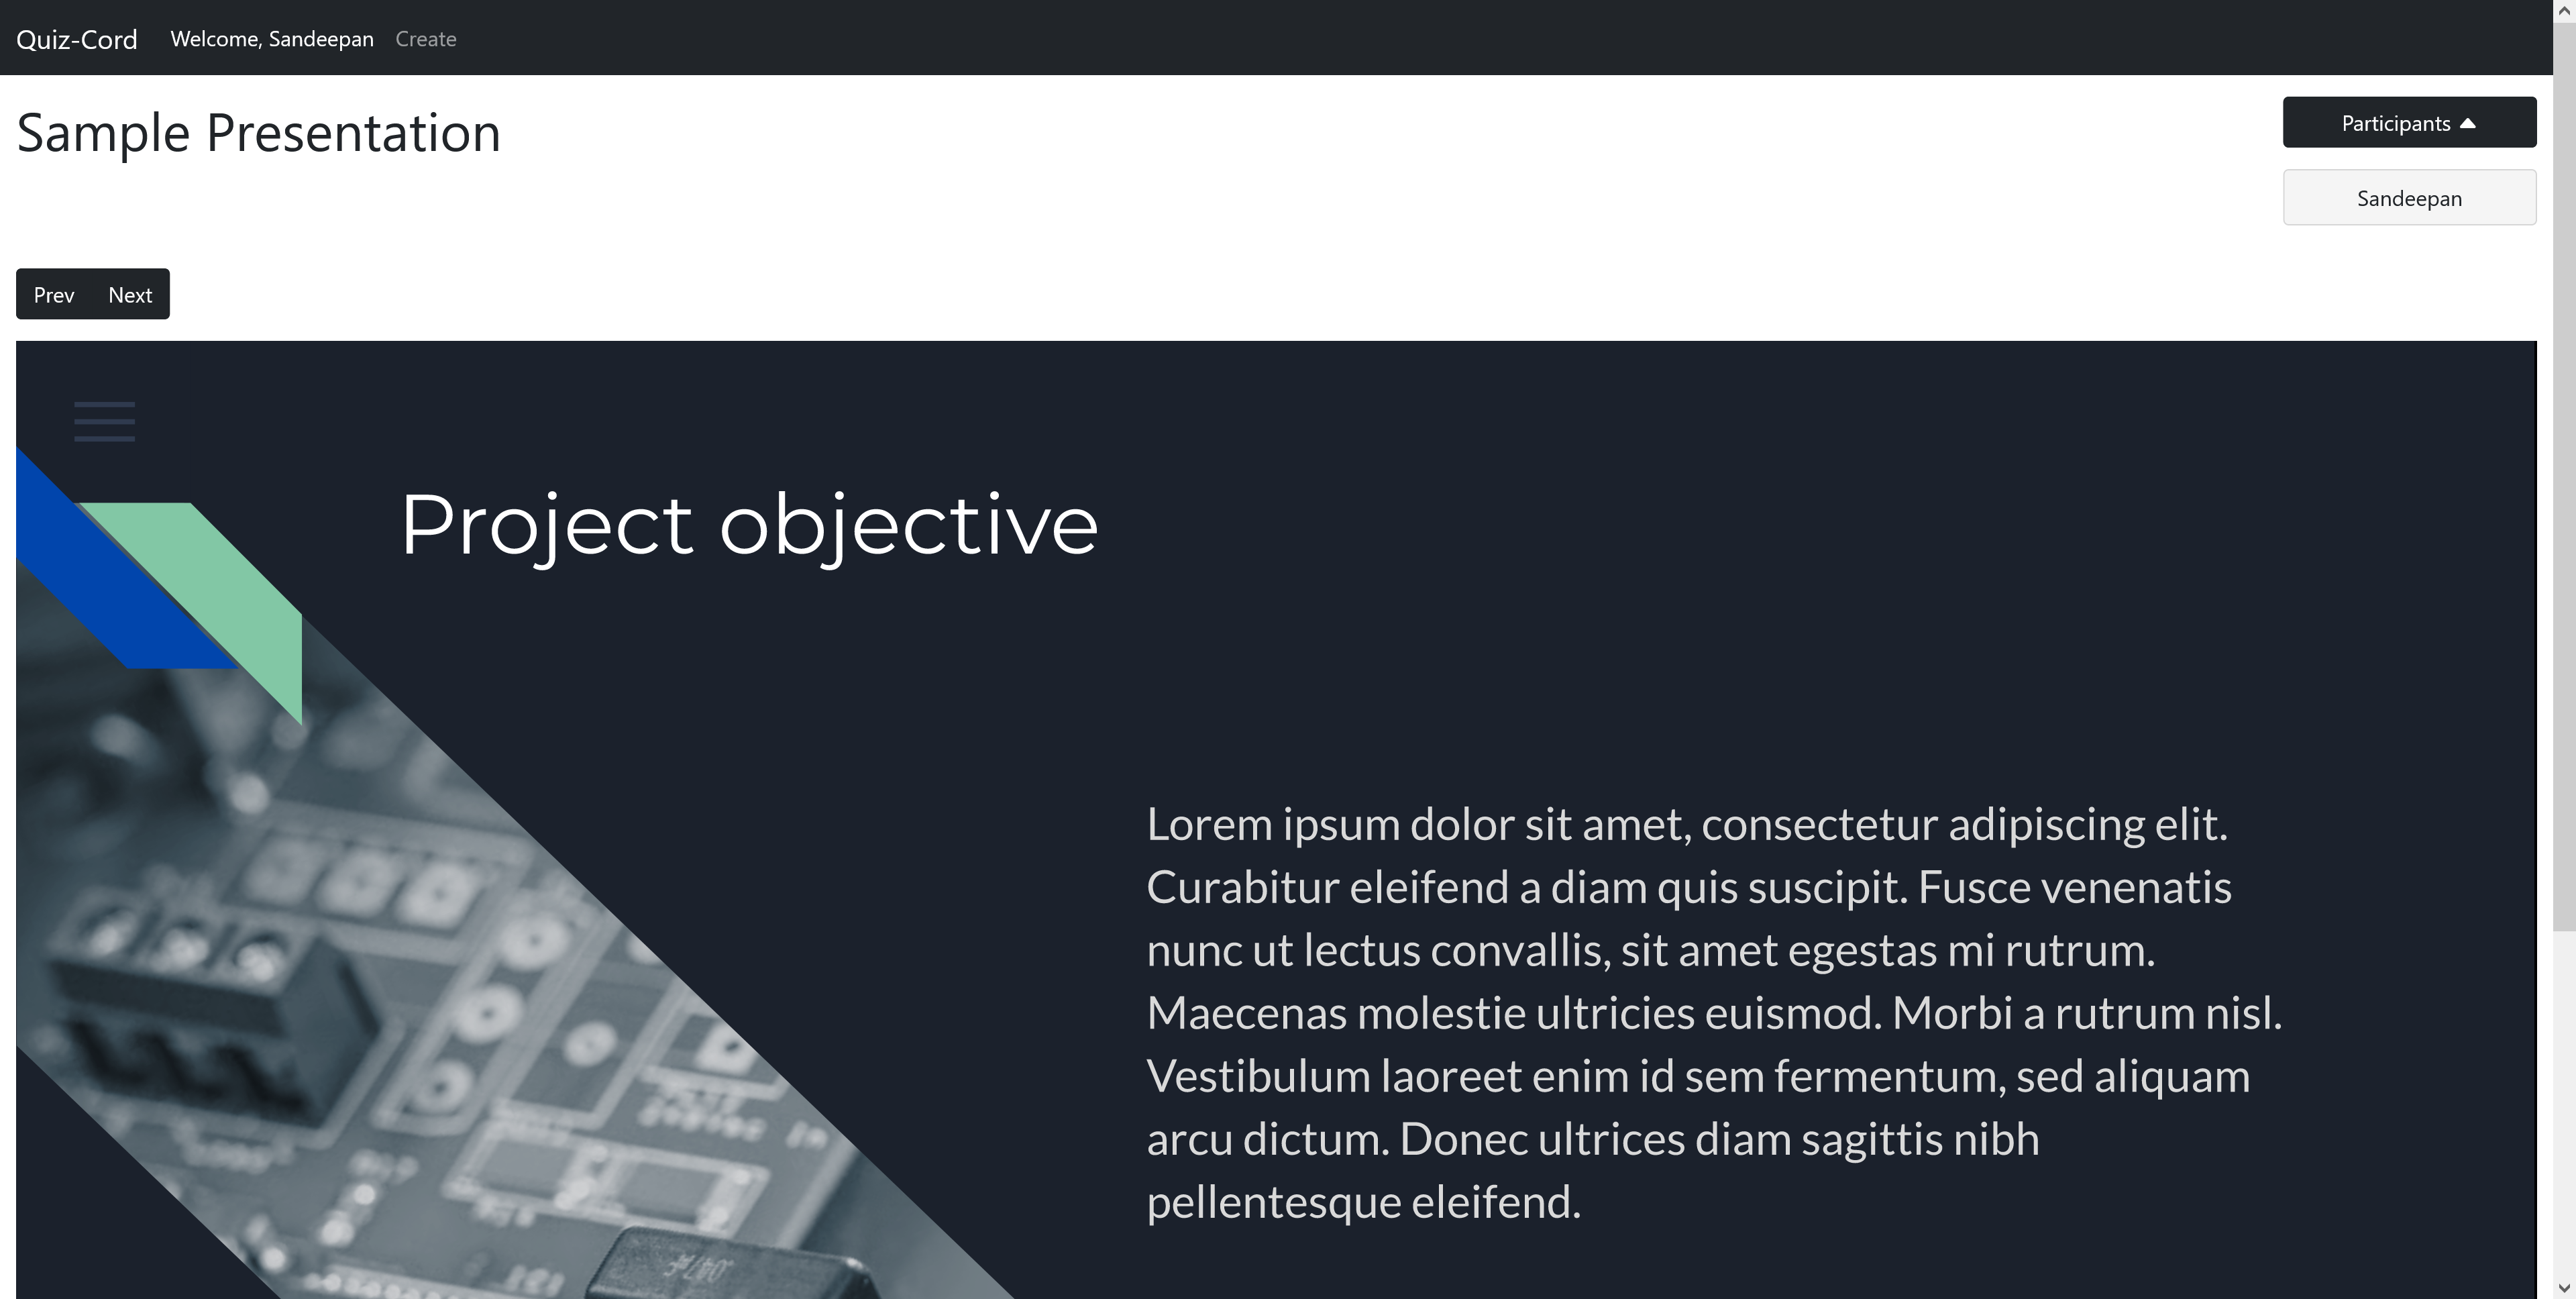 Quiz-Cord Welcome, Sandeepan Create
Sample Presentation
Participants
Sandeepan
Prev Next
Project objective
Lorem ipsum dolor sit amet, consectetur adipiscing elit.
Curabitur eleifend a diam quis suscipit. Fusce venenatis
nunc ut lectus convallis, sit amet egestas mi rutrum.
Maecenas molestie ultricies euismod. Morbi a rutrum nisl.
Vestibulum laoreet enim id sem fermentum, sed aliquam
arcu dictum. Donec ultrices diam sagittis nibh
pellentesque eleifend.